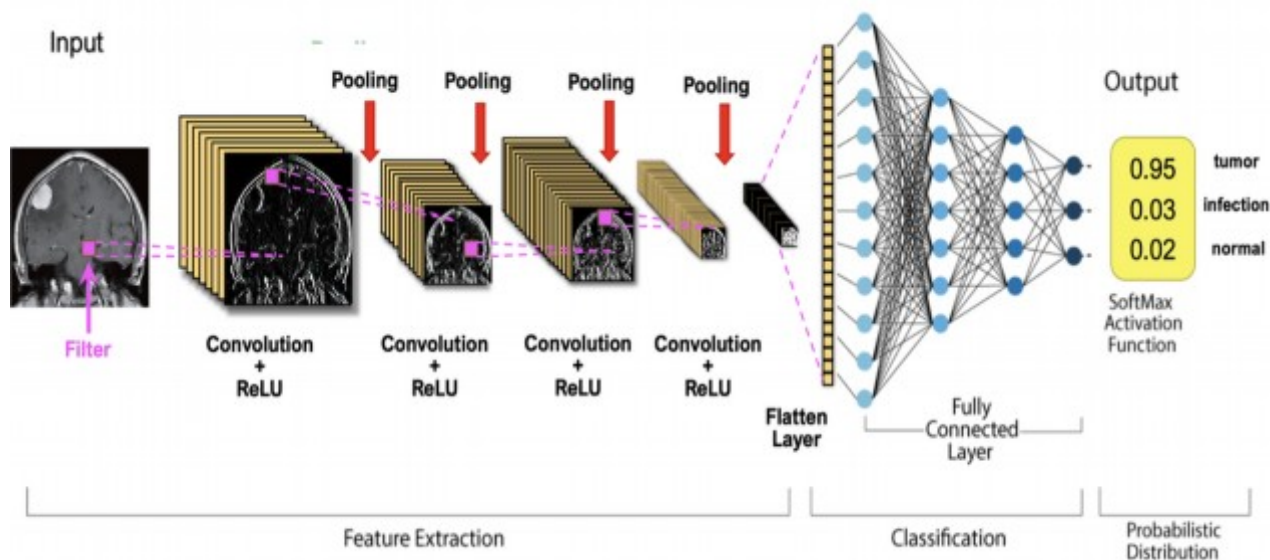 Input
Pooling
Pooling
Pooling
Pooling
Output
0.95
tumor
0.03
infection
0.02
normal
SoftMax
Activation
Function
Filter
Convolution
+
ReLU
Convolution
+
ReLU
Convolution
+
ReLU
Convolution
+
ReLU
Flatten
Layer
Fully
Connected
Layer
Feature Extraction
Classification
Probabilistic
Distribution